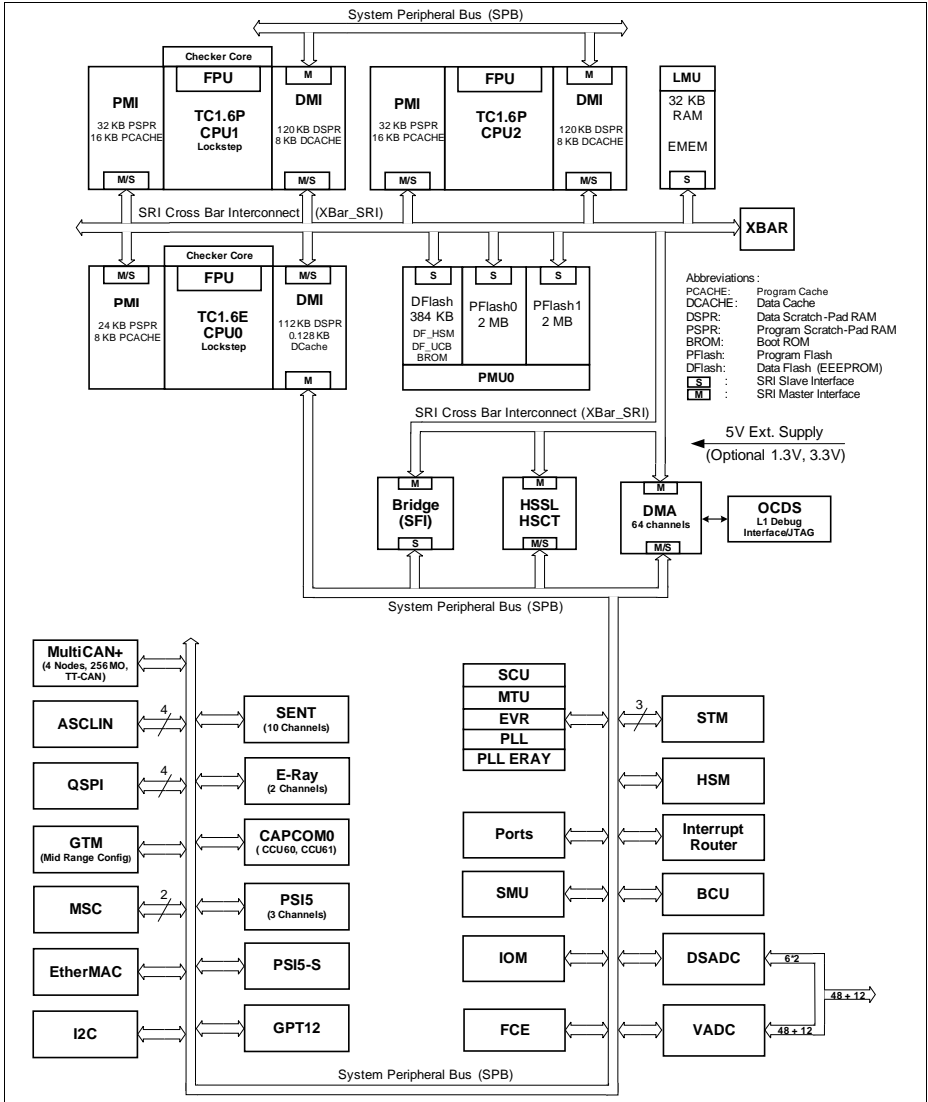 System Peripheral Bus (SPB)
Checker Core
FPU
TC1.6P
CPU1
Lockstep
PMI
32 KB PSPR
16 KB PCACHE
M/S
M
DMI
120 KB DSPR
8 KB DCACHE
M/S
PMI
32 KB PSPR
16 KB PCACHE
M/S
FPU
TC1.6P
CPU2
M
DMI
120 KB DSPR
8 KB DCACHE
M/S
LMU
32 KB
RAM
EMEM
S
SRI Cross Bar Interconnect (XBar_SRI)
XBAR
Checker Core
M/S
PMI
24 KB PSPR
8 KB PCACHE
FPU
TC1.6E
CPU0
Lockstep
M/S
DMI
112 KB DSPR
0.128 KB
DCache
M
S
DFlash
384 KB
DF_HSM
DF_UCB
BROM
S
PFlash0
2 MB
S
PFlash1
2 MB
PMU0
Abbreviations :
PCACHE: Program Cache
DCACHE : Data Cache
DSPR: Data Scratch-Pad RAM
PSPR: Program Scratch-Pad RAM
BROM: Boot ROM
PFlash: Program Flash
DFlash: Data Flash (EEEPROM)
S : SRI Slave Interface
M : SRI Master Interface
SRI Cross Bar Interconnect (XBar_SRI)
5V Ext. Supply
(Optional 1.3V, 3.3V)
M
Bridge
(SFI)
S
M
HSSL
HSCT
M/S
M
DMA
64 channels
M/S
OCDS
L1 Debug
Interface/JTAG
System Peripheral Bus (SPB)
MultiCAN+
(4 Nodes, 256 MO,
TT-CAN)
ASCLIN
4
QSPI
4
GTM
(Mid Range Config)
MSC
2
EtherMAC
I2C
SENT
(10 Channels)
E-Ray
(2 Channels)
CAPCOM0
( CCU60, CCU61)
PSI5
(3 Channels)
PSI5-S
GPT12
SCU
MTU
EVR
PLL
PLL ERAY
Ports
SMU
IOM
FCE
3
STM
HSM
Interrupt
Router
BCU
DSADC
6*2
VADC
48 + 12
48 + 12
System Peripheral Bus (SPB)